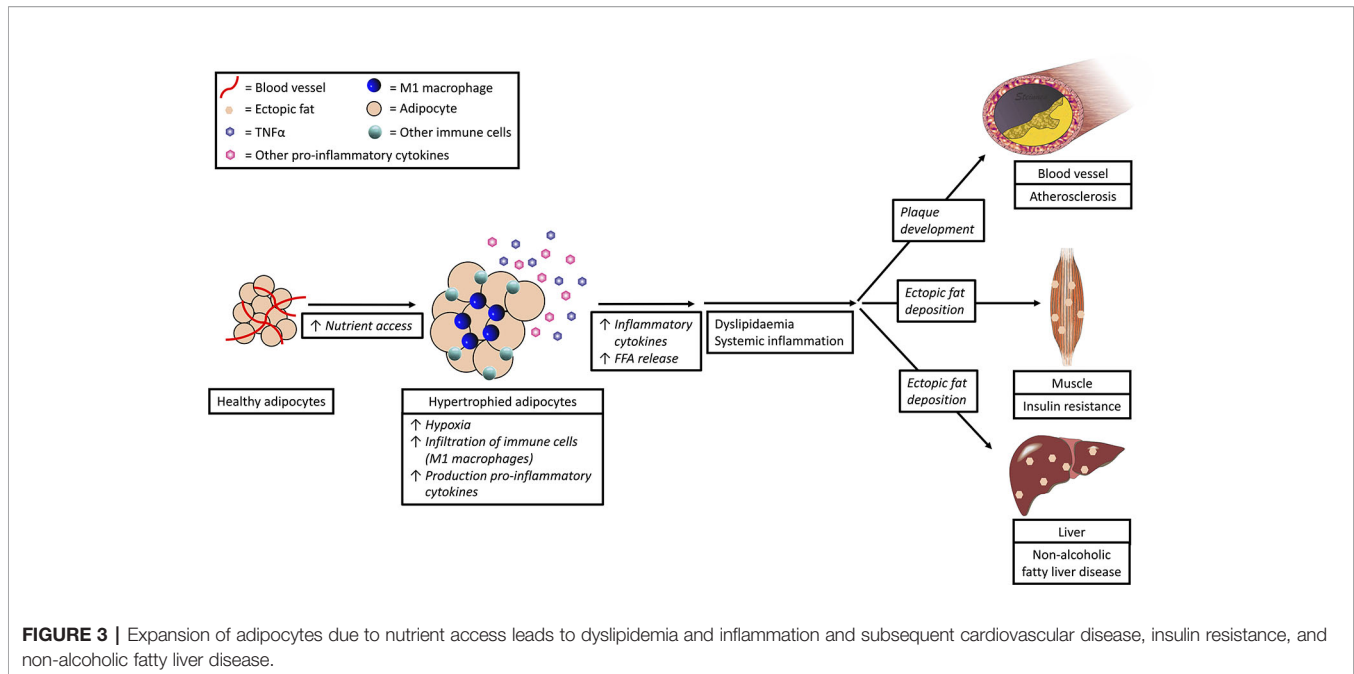 = Blood vessel
= M1 macrophage
= Ectopic fat
= Adipocyte
= TNFα
= Other immune cells
= Other pro-inflammatory cytokines
Blood vessel
Atherosclerosis
Plaque
development
↑ Nutrient access
↑ Inflammatory
cytokines
↑ FFA release
Dyslipidaemia
Systemic inflammation
Ectopic fat
deposition
Ectopic fat
deposition
Muscle
Insulin resistance
Healthy adipocytes
Hypertrophied adipocytes
↑ Hypoxia
↑ Infiltration of immune cells
(M1 macrophages)
↑ Production pro-inflammatory
cytokines
Liver
Non-alcoholic
fatty liver disease
FIGURE 3 | Expansion of adipocytes due to nutrient access leads to dyslipidemia and inflammation and subsequent cardiovascular disease, insulin resistance, and
non-alcoholic fatty liver disease.